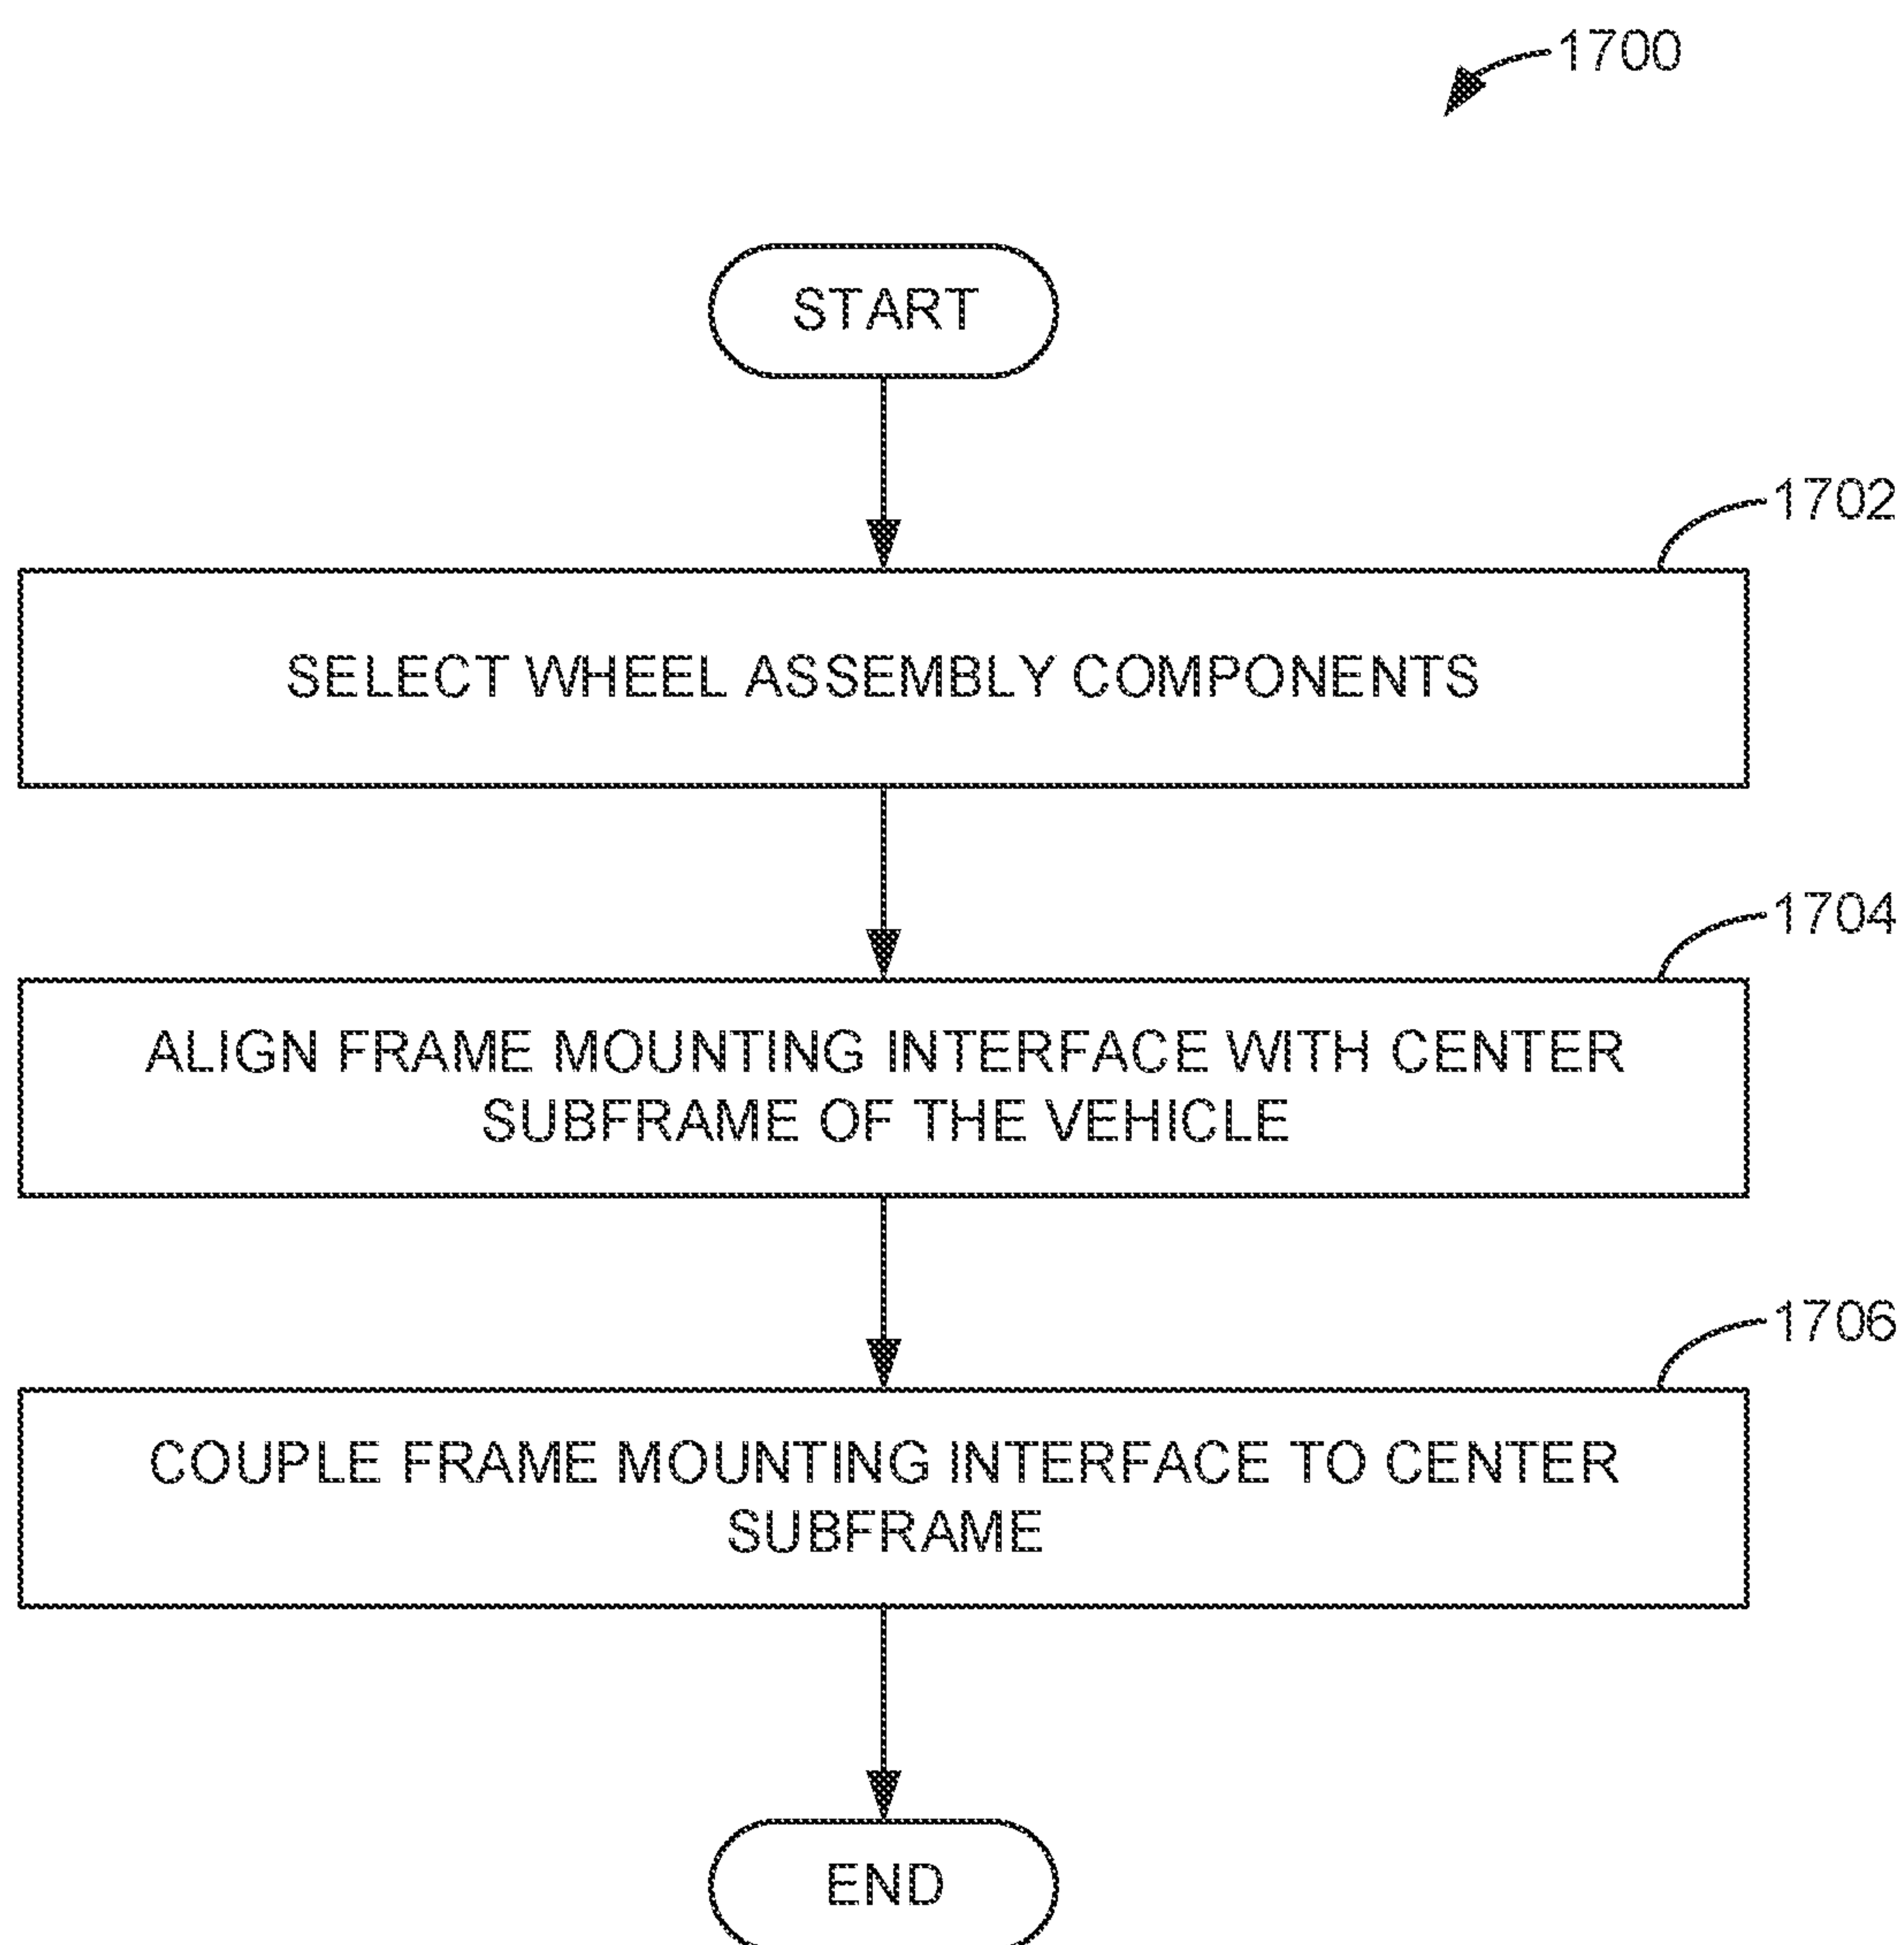 1700
START
1702
SELECT WHEEL ASSEMBLY COMPONENTS
1704
ALIGN FRAME MOUNTING INTERFACE WITH CENTER
SUBFRAME OF THE VEHICLE
1706
COUPLE FRAME MOUNTING INTERFACE TO CENTER
SUBFRAME
END